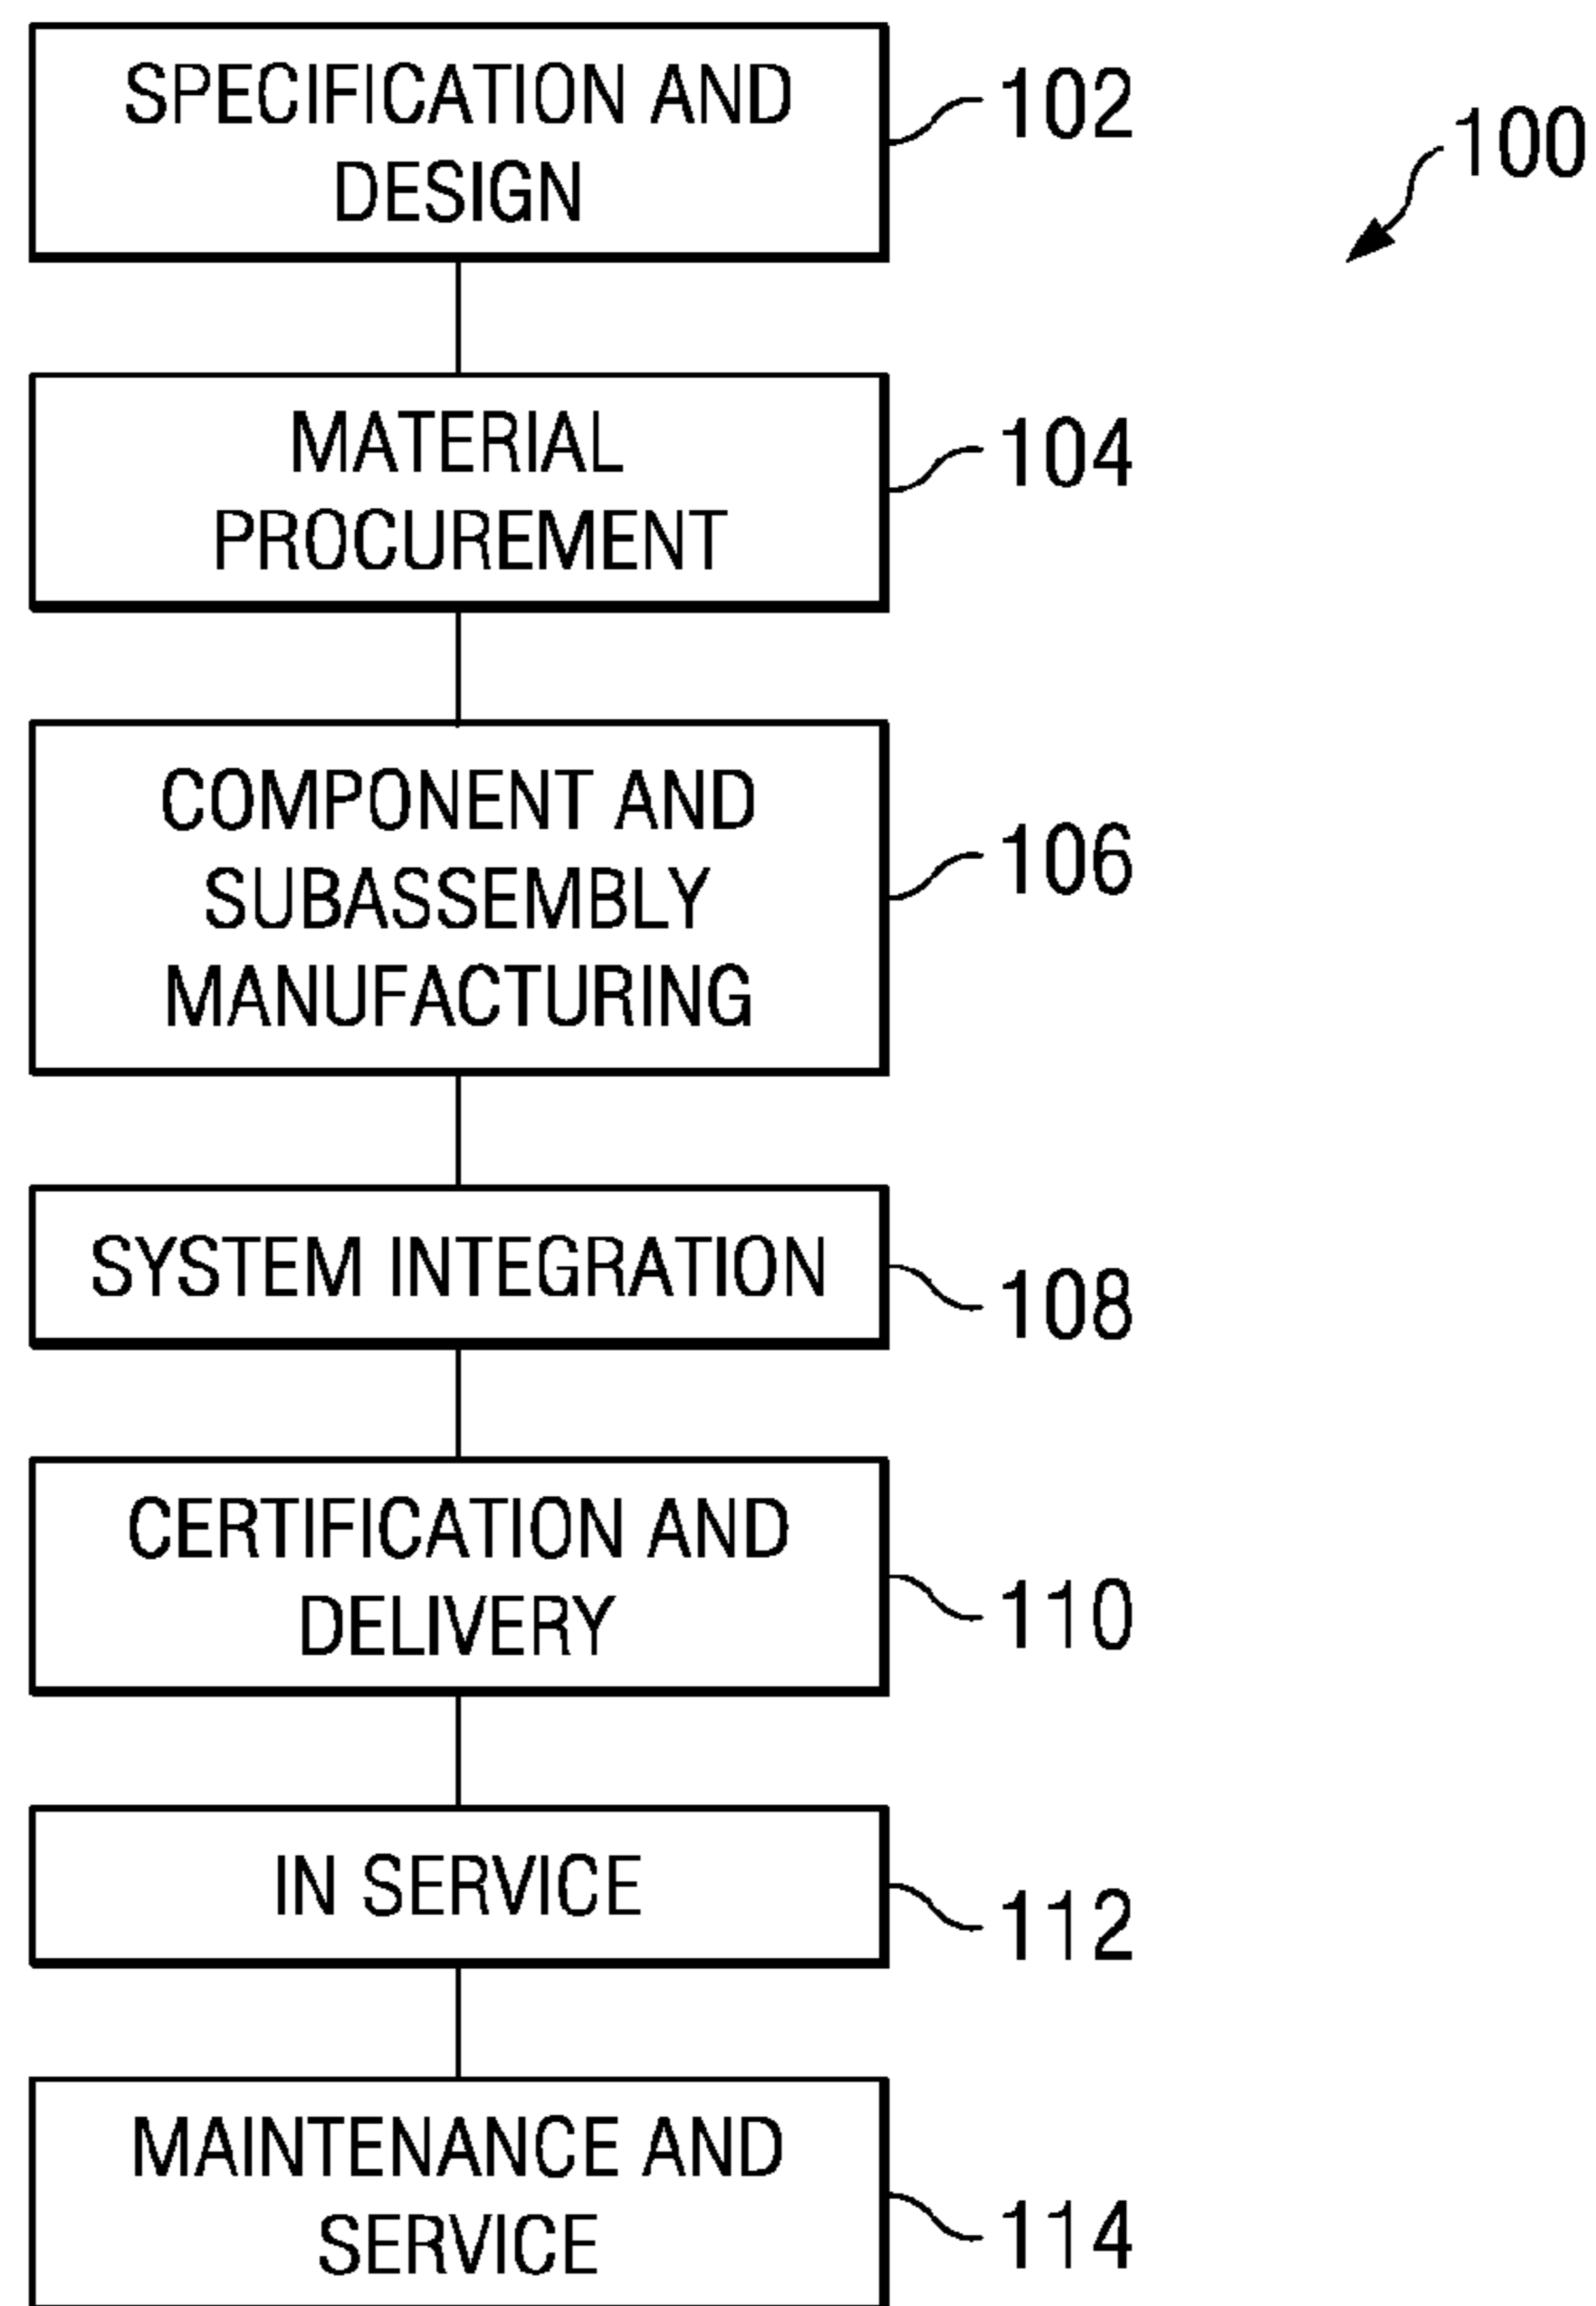 SPECIFICATION AND
DESIGN
102
100
MATERIAL
PROCUREMENT
104
COMPONENT AND
SUBASSEMBLY
MANUFACTURING
106
SYSTEM INTEGRATION
108
CERTIFICATION AND
DELIVERY
110
IN SERVICE
112
MAINTENANCE AND
SERVICE
114